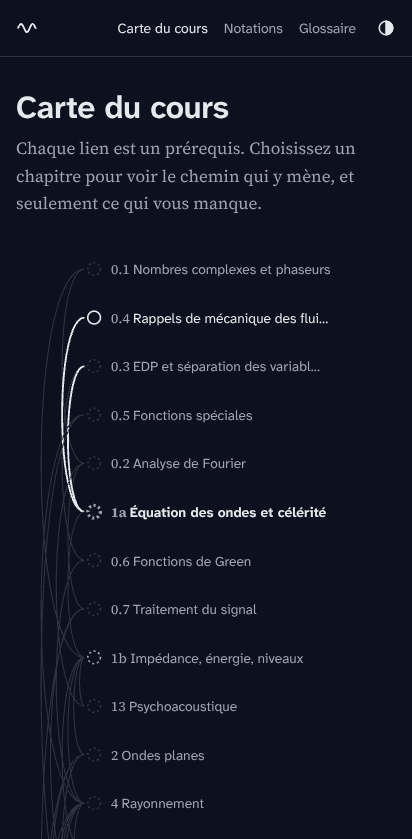 Carte du cours Notations Glossaire
Carte du cours
Chaque lien est un prérequis. Choisissez un
chapitre pour voir le chemin qui y mène, et
seulement ce qui vous manque.
0.1 Nombres complexes et phaseurs
0.4 Rappels de mécanique des flui...
0.3 EDP et séparation des variabl...
0.5 Fonctions spéciales
0.2 Analyse de Fourier
1a Équation des ondes et célérité
0.6 Fonctions de Green
0.7 Traitement du signal
1b Impédance, énergie, niveaux
13 Psychoacoustique
2 Ondes planes
4 Rayonnement